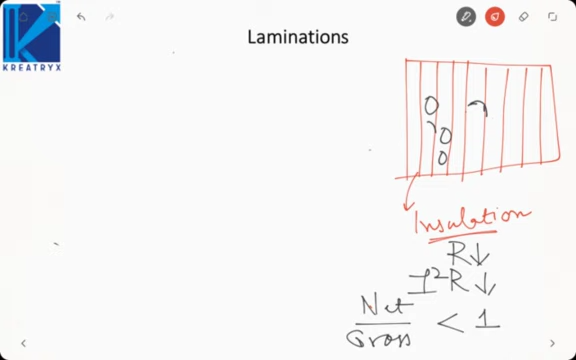 KREATRYX
Laminations
Insulation
R↓
I²R↓
Net
Gross
< 1